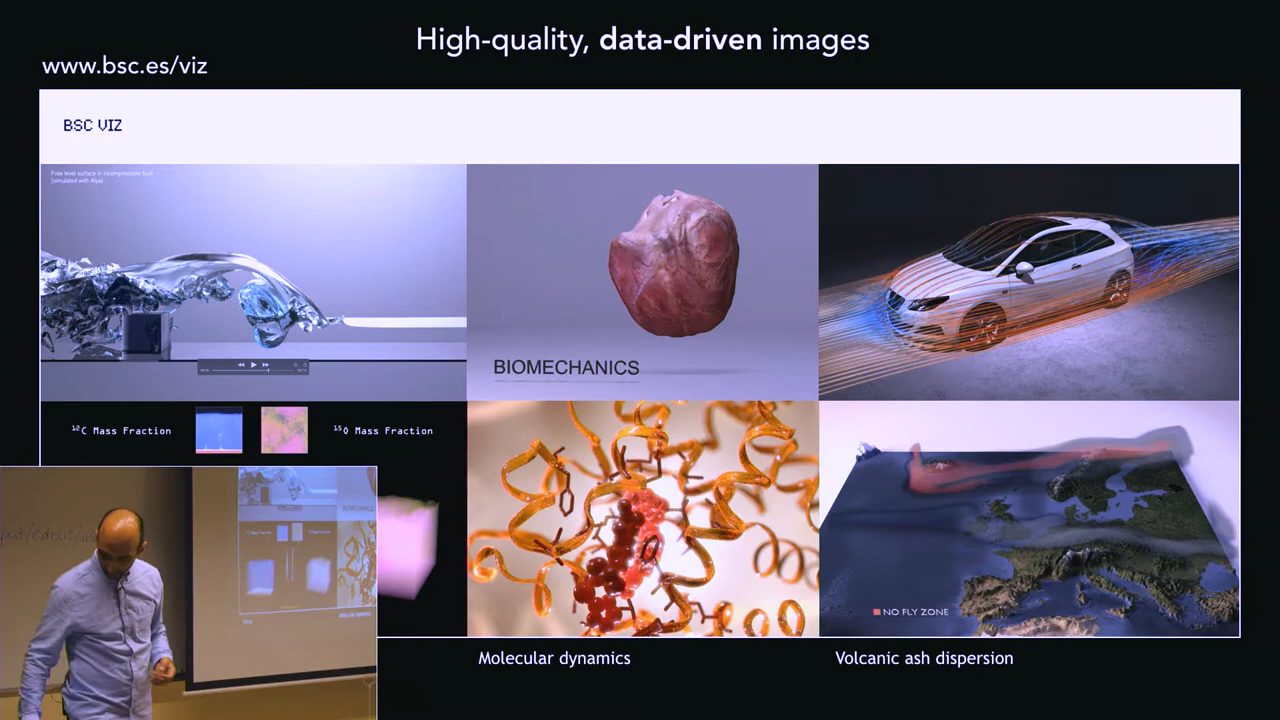 High-quality, data-driven images
www.bsc.es/viz
BSC VIZ
Free level surface in incompressible fluid
(simulated with Alya)
BIOMECHANICS
¹²C Mass Fraction
¹⁵O Mass Fraction
NO FLY ZONE
Molecular dynamics
Volcanic ash dispersion